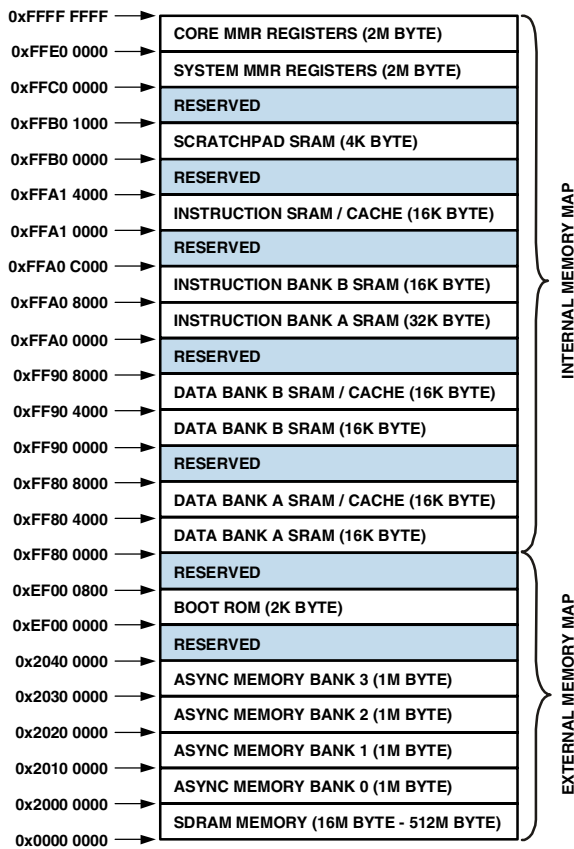 0xFFFF FFFF
CORE MMR REGISTERS (2M BYTE)
0xFFE0 0000
SYSTEM MMR REGISTERS (2M BYTE)
0xFFC0 0000
RESERVED
0xFFB0 1000
SCRATCHPAD SRAM (4K BYTE)
0xFFB0 0000
RESERVED
0xFFA1 4000
INSTRUCTION SRAM / CACHE (16K BYTE)
0xFFA1 0000
RESERVED
0xFFA0 C000
INSTRUCTION BANK B SRAM (16K BYTE)
0xFFA0 8000
INSTRUCTION BANK A SRAM (32K BYTE)
0xFFA0 0000
RESERVED
0xFF90 8000
DATA BANK B SRAM / CACHE (16K BYTE)
0xFF90 4000
DATA BANK B SRAM (16K BYTE)
0xFF90 0000
RESERVED
0xFF80 8000
DATA BANK A SRAM / CACHE (16K BYTE)
0xFF80 4000
DATA BANK A SRAM (16K BYTE)
0xFF80 0000
RESERVED
0xEF00 0800
BOOT ROM (2K BYTE)
0xEF00 0000
RESERVED
0x2040 0000
ASYNC MEMORY BANK 3 (1M BYTE)
0x2030 0000
ASYNC MEMORY BANK 2 (1M BYTE)
0x2020 0000
ASYNC MEMORY BANK 1 (1M BYTE)
0x2010 0000
ASYNC MEMORY BANK 0 (1M BYTE)
0x2000 0000
SDRAM MEMORY (16M BYTE - 512M BYTE)
0x0000 0000
INTERNAL MEMORY MAP
EXTERNAL MEMORY MAP